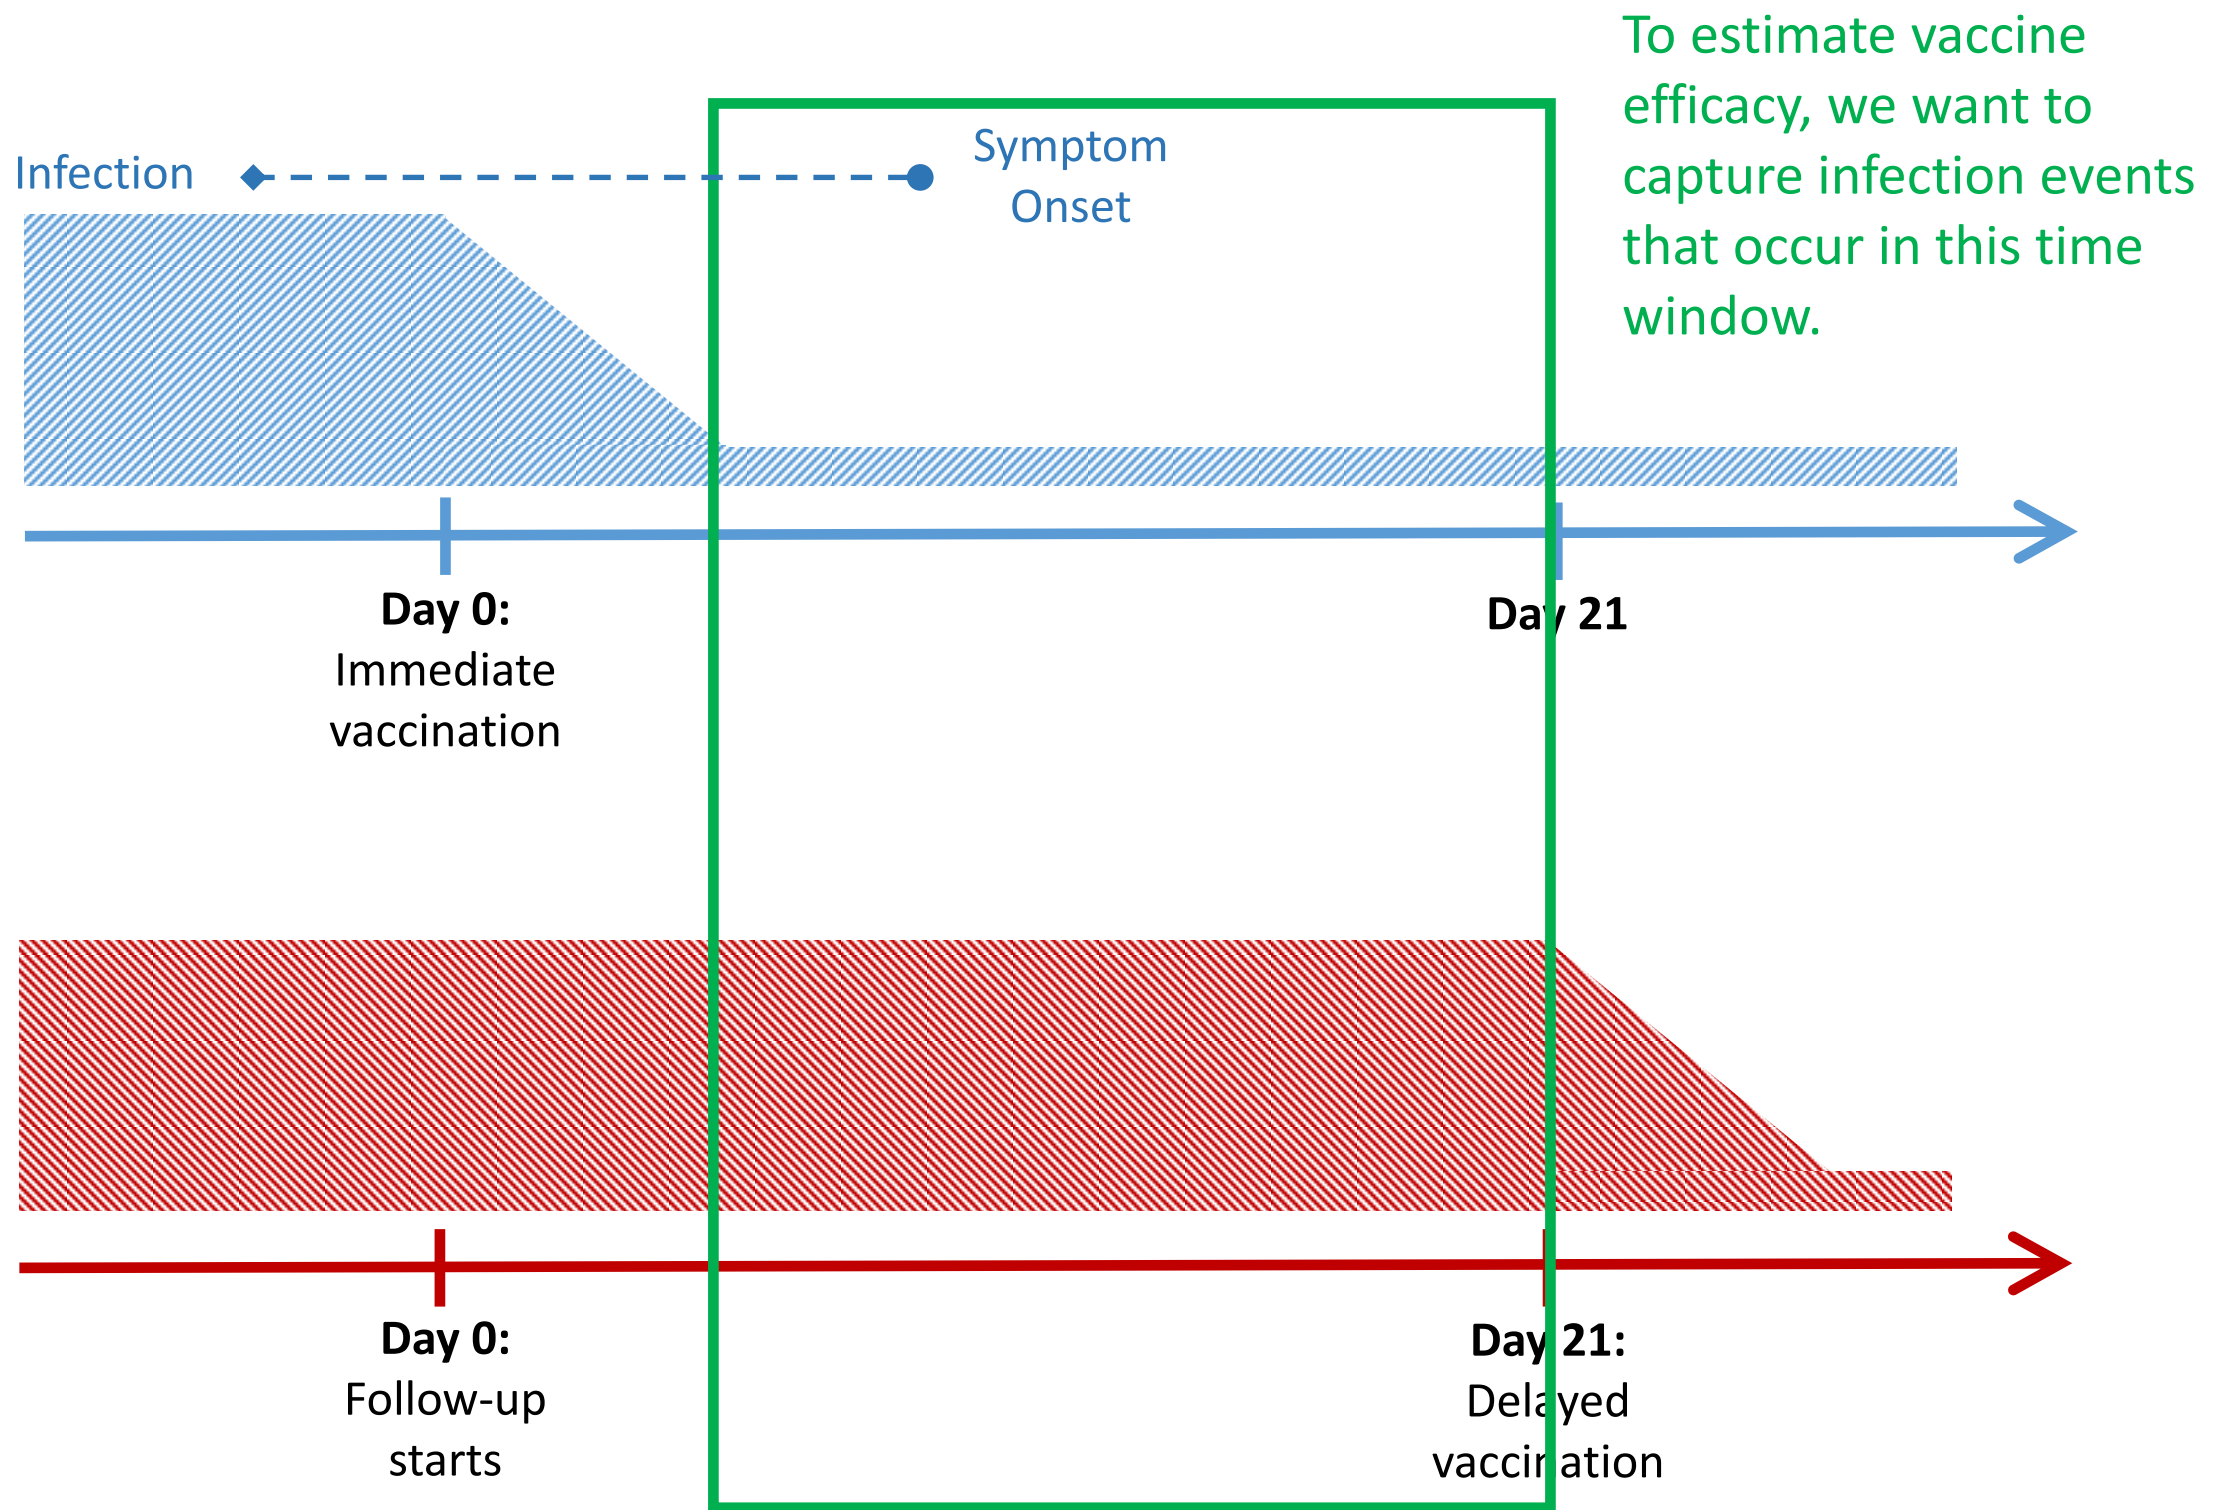 To estimate vaccine
efficacy, we want to
capture infection events
that occur in this time
window.
Infection
Symptom
Onset
Day 0:
Immediate
vaccination
Day 21
Day 0:
Follow-up
starts
Day 21:
Delayed
vaccination